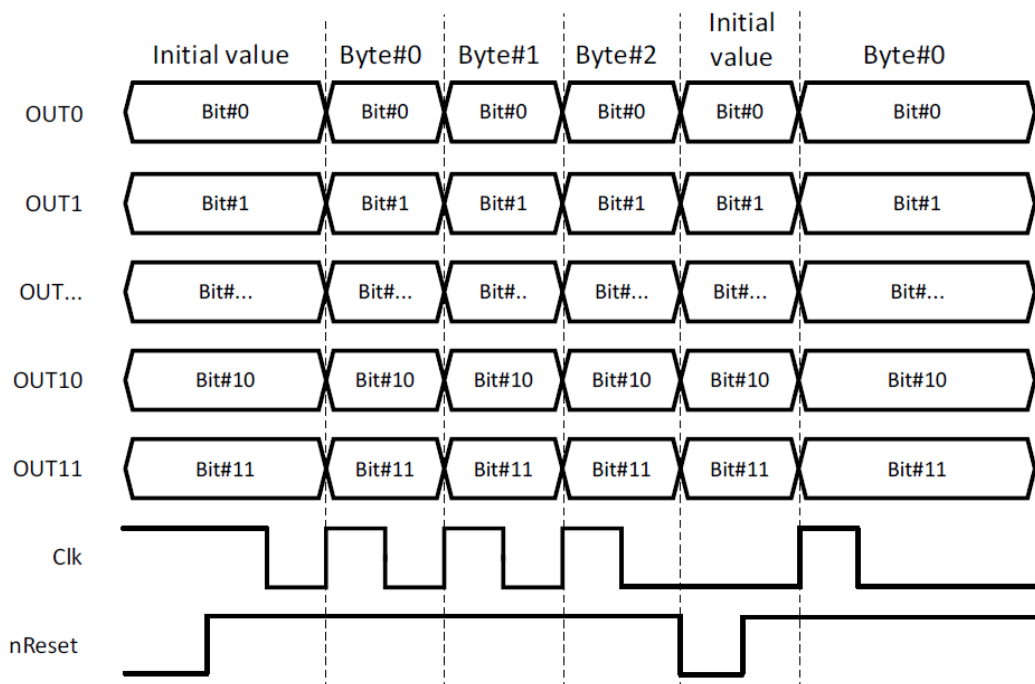 Initial value Byte#0 Byte#1 Byte#2 Initial value Byte#0
OUT0 Bit#0 Bit#0 Bit#0 Bit#0 Bit#0 Bit#0
OUT1 Bit#1 Bit#1 Bit#1 Bit#1 Bit#1 Bit#1
OUT... Bit#... Bit#... Bit#.. Bit#... Bit#... Bit#...
OUT10 Bit#10 Bit#10 Bit#10 Bit#10 Bit#10 Bit#10
OUT11 Bit#11 Bit#11 Bit#11 Bit#11 Bit#11 Bit#11
Clk
nReset